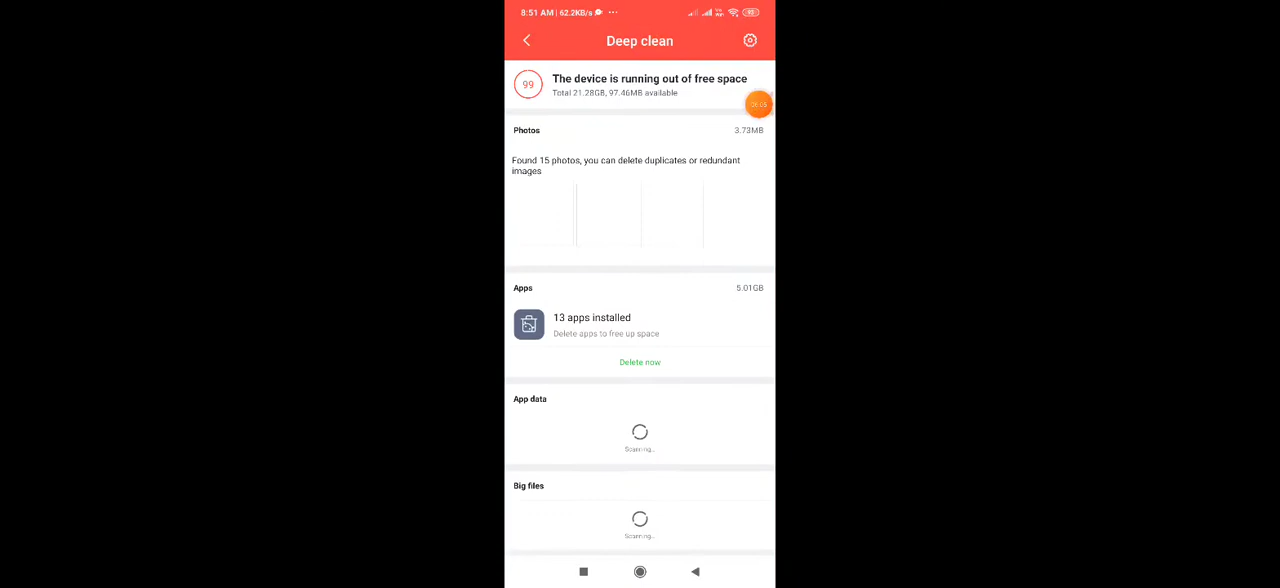 8:51 AM | 62.2KB/s
Deep clean
99
The device is running out of free space
Total 21.28GB, 97.46MB available
Photos
3.73MB
Found 15 photos, you can delete duplicates or redundant
images
Apps
5.01GB
13 apps installed
Delete apps to free up space
Delete now
App data
Scanning...
Big files
Scanning...